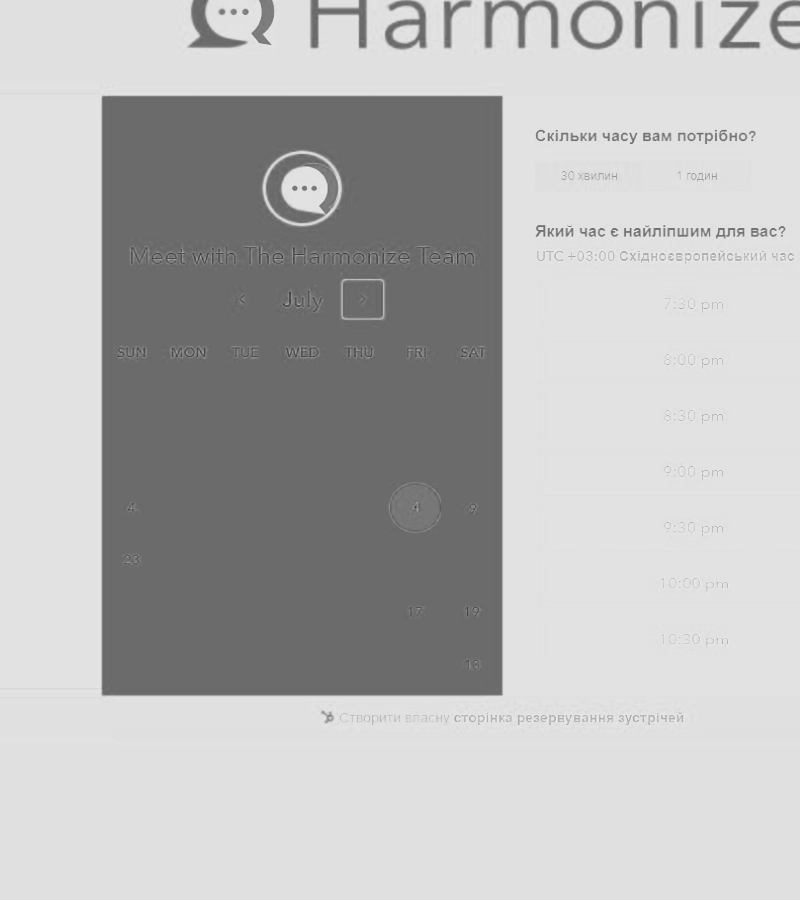 Harmonize
Meet with The Harmonize Team
July
SUN MON TUE WED THU FRI SAT
4 4 9
23
17 19
Скільки часу вам потрібно?
30 хвилин 1 годин
Який час є найліпшим для вас?
UTC +03:00 Східноєвропейський час
7:30 pm
8:00 pm
8:30 pm
9:00 pm
9:30 pm
10:00 pm
10:30 pm
Створити власну сторінка резервування зустрічей